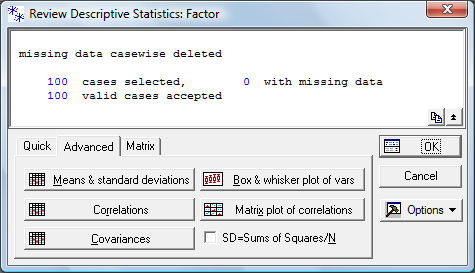 Review Descriptive Statistics: Factor
missing data casewise deleted
100 cases selected, 0 with missing data
100 valid cases accepted
Quick Advanced Matrix
OK
Means & standard deviations Box & whisker plot of vars
Cancel
Correlations Matrix plot of correlations
Options
Covariances SD=Sums of Squares/N